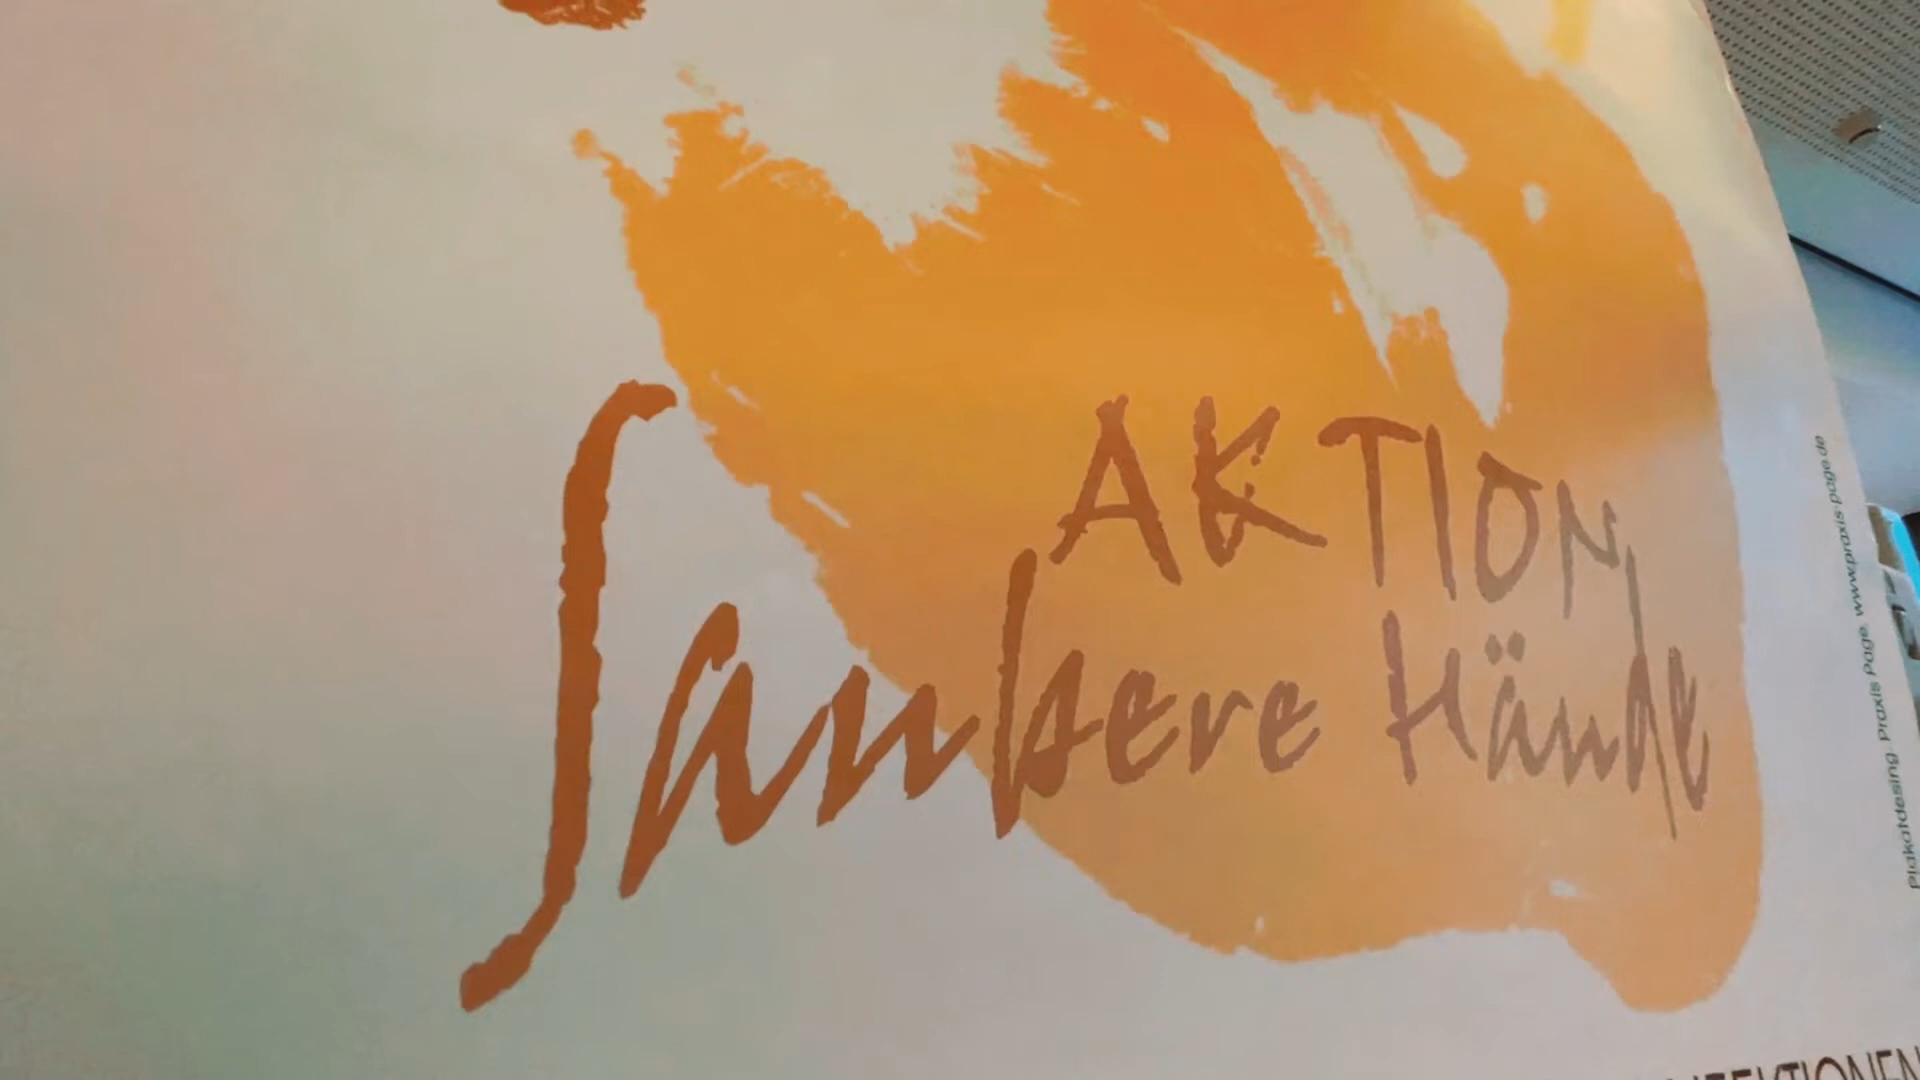 AKTION
Saubere Hände
Plakatdesing: Praxis Page, www.praxis-page.de